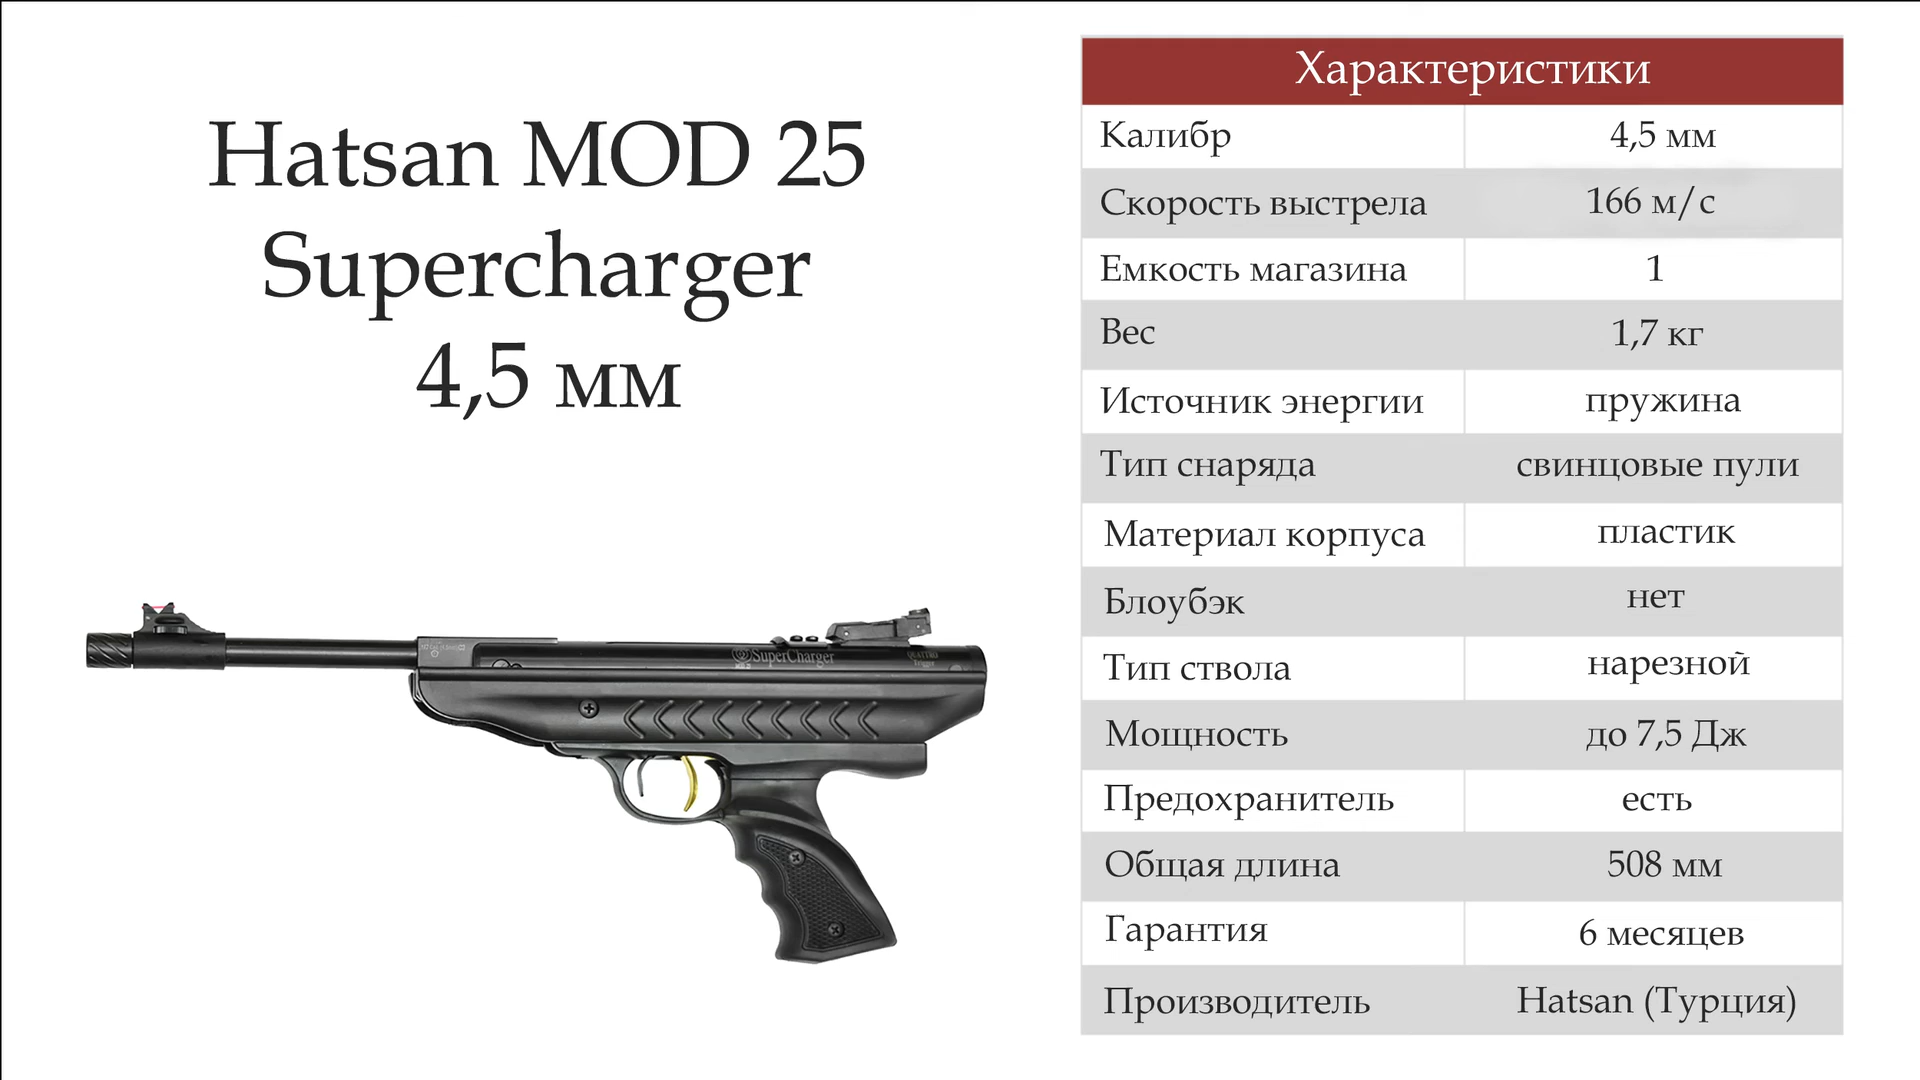 Hatsan MOD 25
Supercharger
4,5 мм
SuperCharger
QUATTRO
Trigger
Характеристики
Калибр 4,5 мм
Скорость выстрела 166 м/с
Емкость магазина 1
Вес 1,7 кг
Источник энергии пружина
Тип снаряда свинцовые пули
Материал корпуса пластик
Блоубэк нет
Тип ствола нарезной
Мощность до 7,5 Дж
Предохранитель есть
Общая длина 508 мм
Гарантия 6 месяцев
Производитель Hatsan (Турция)